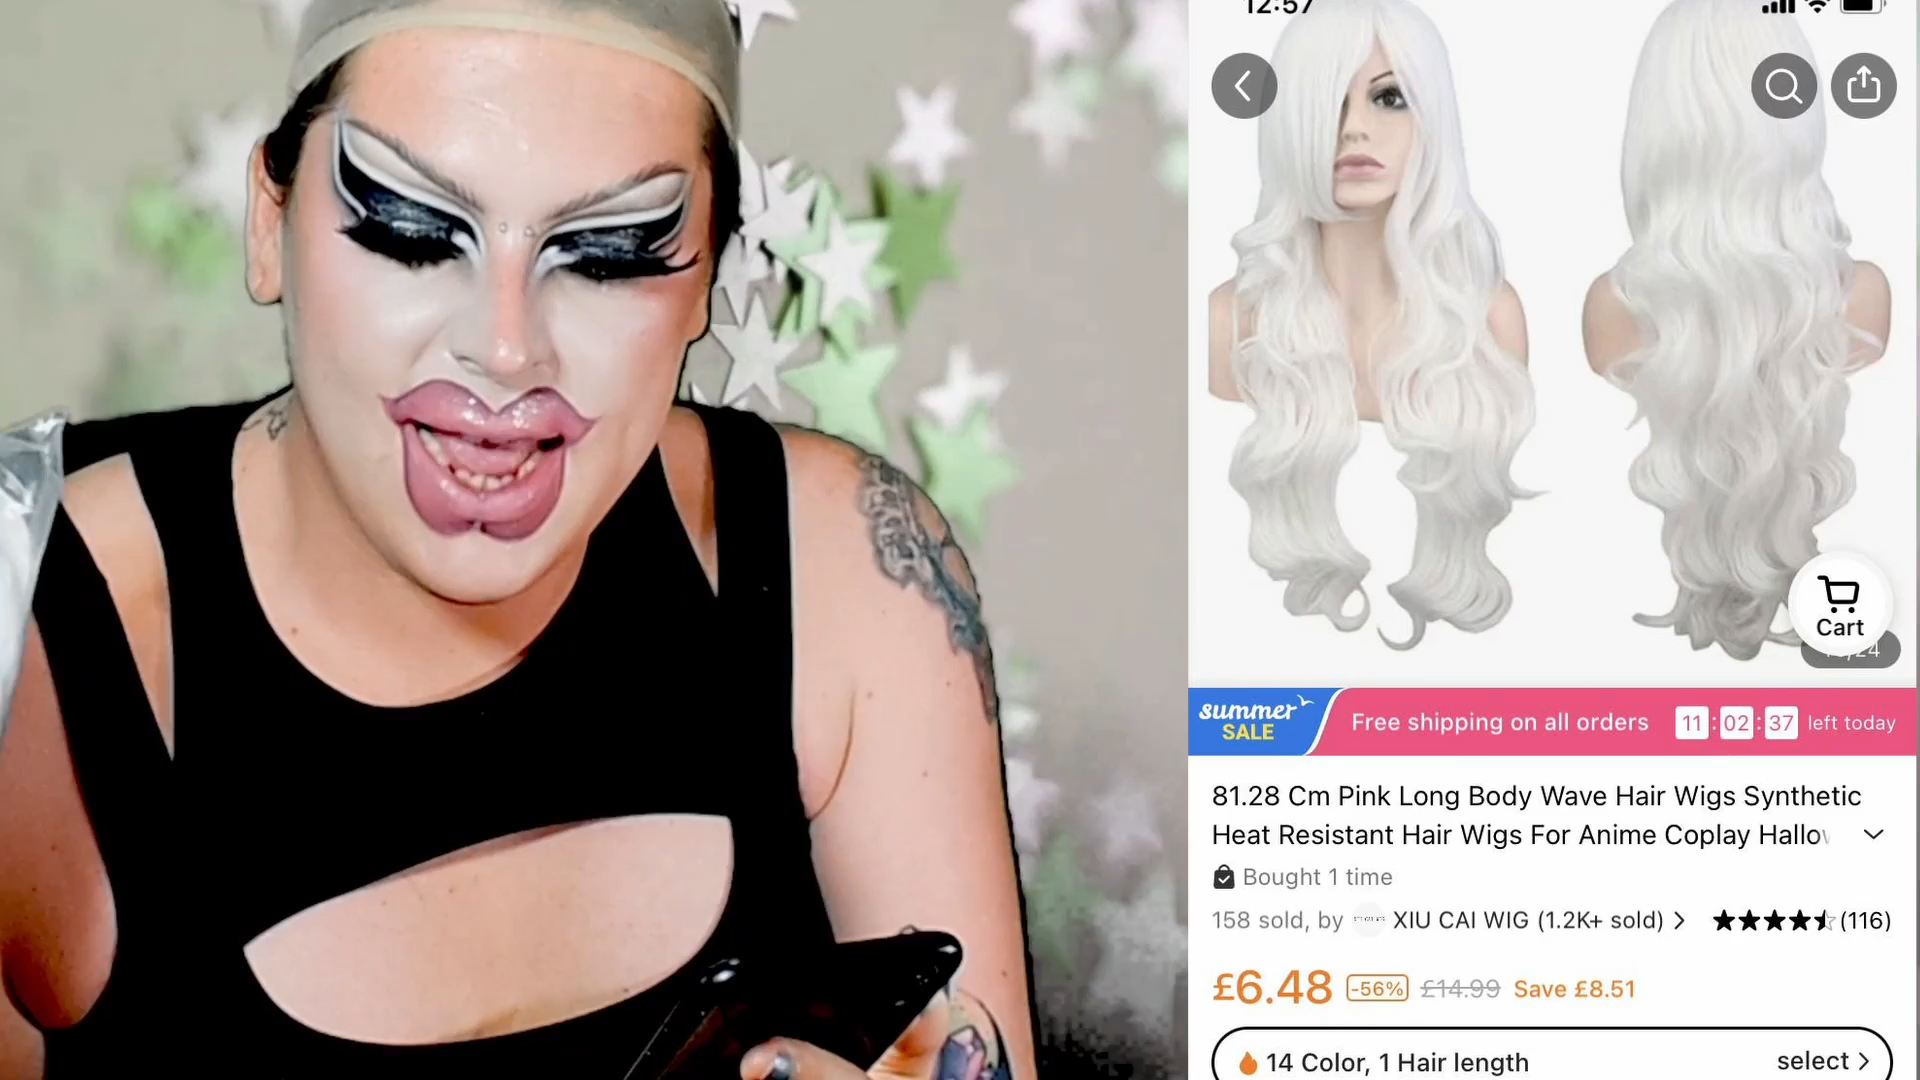 12:57
Cart
summer
SALE
Free shipping on all orders
11:02:37 left today
81.28 Cm Pink Long Body Wave Hair Wigs Synthetic
Heat Resistant Hair Wigs For Anime Coplay Hallov
Bought 1 time
158 sold, by XIU CAI WIG (1.2K+ sold) (116)
£6.48 -56% £14.99 Save £8.51
14 Color, 1 Hair length select